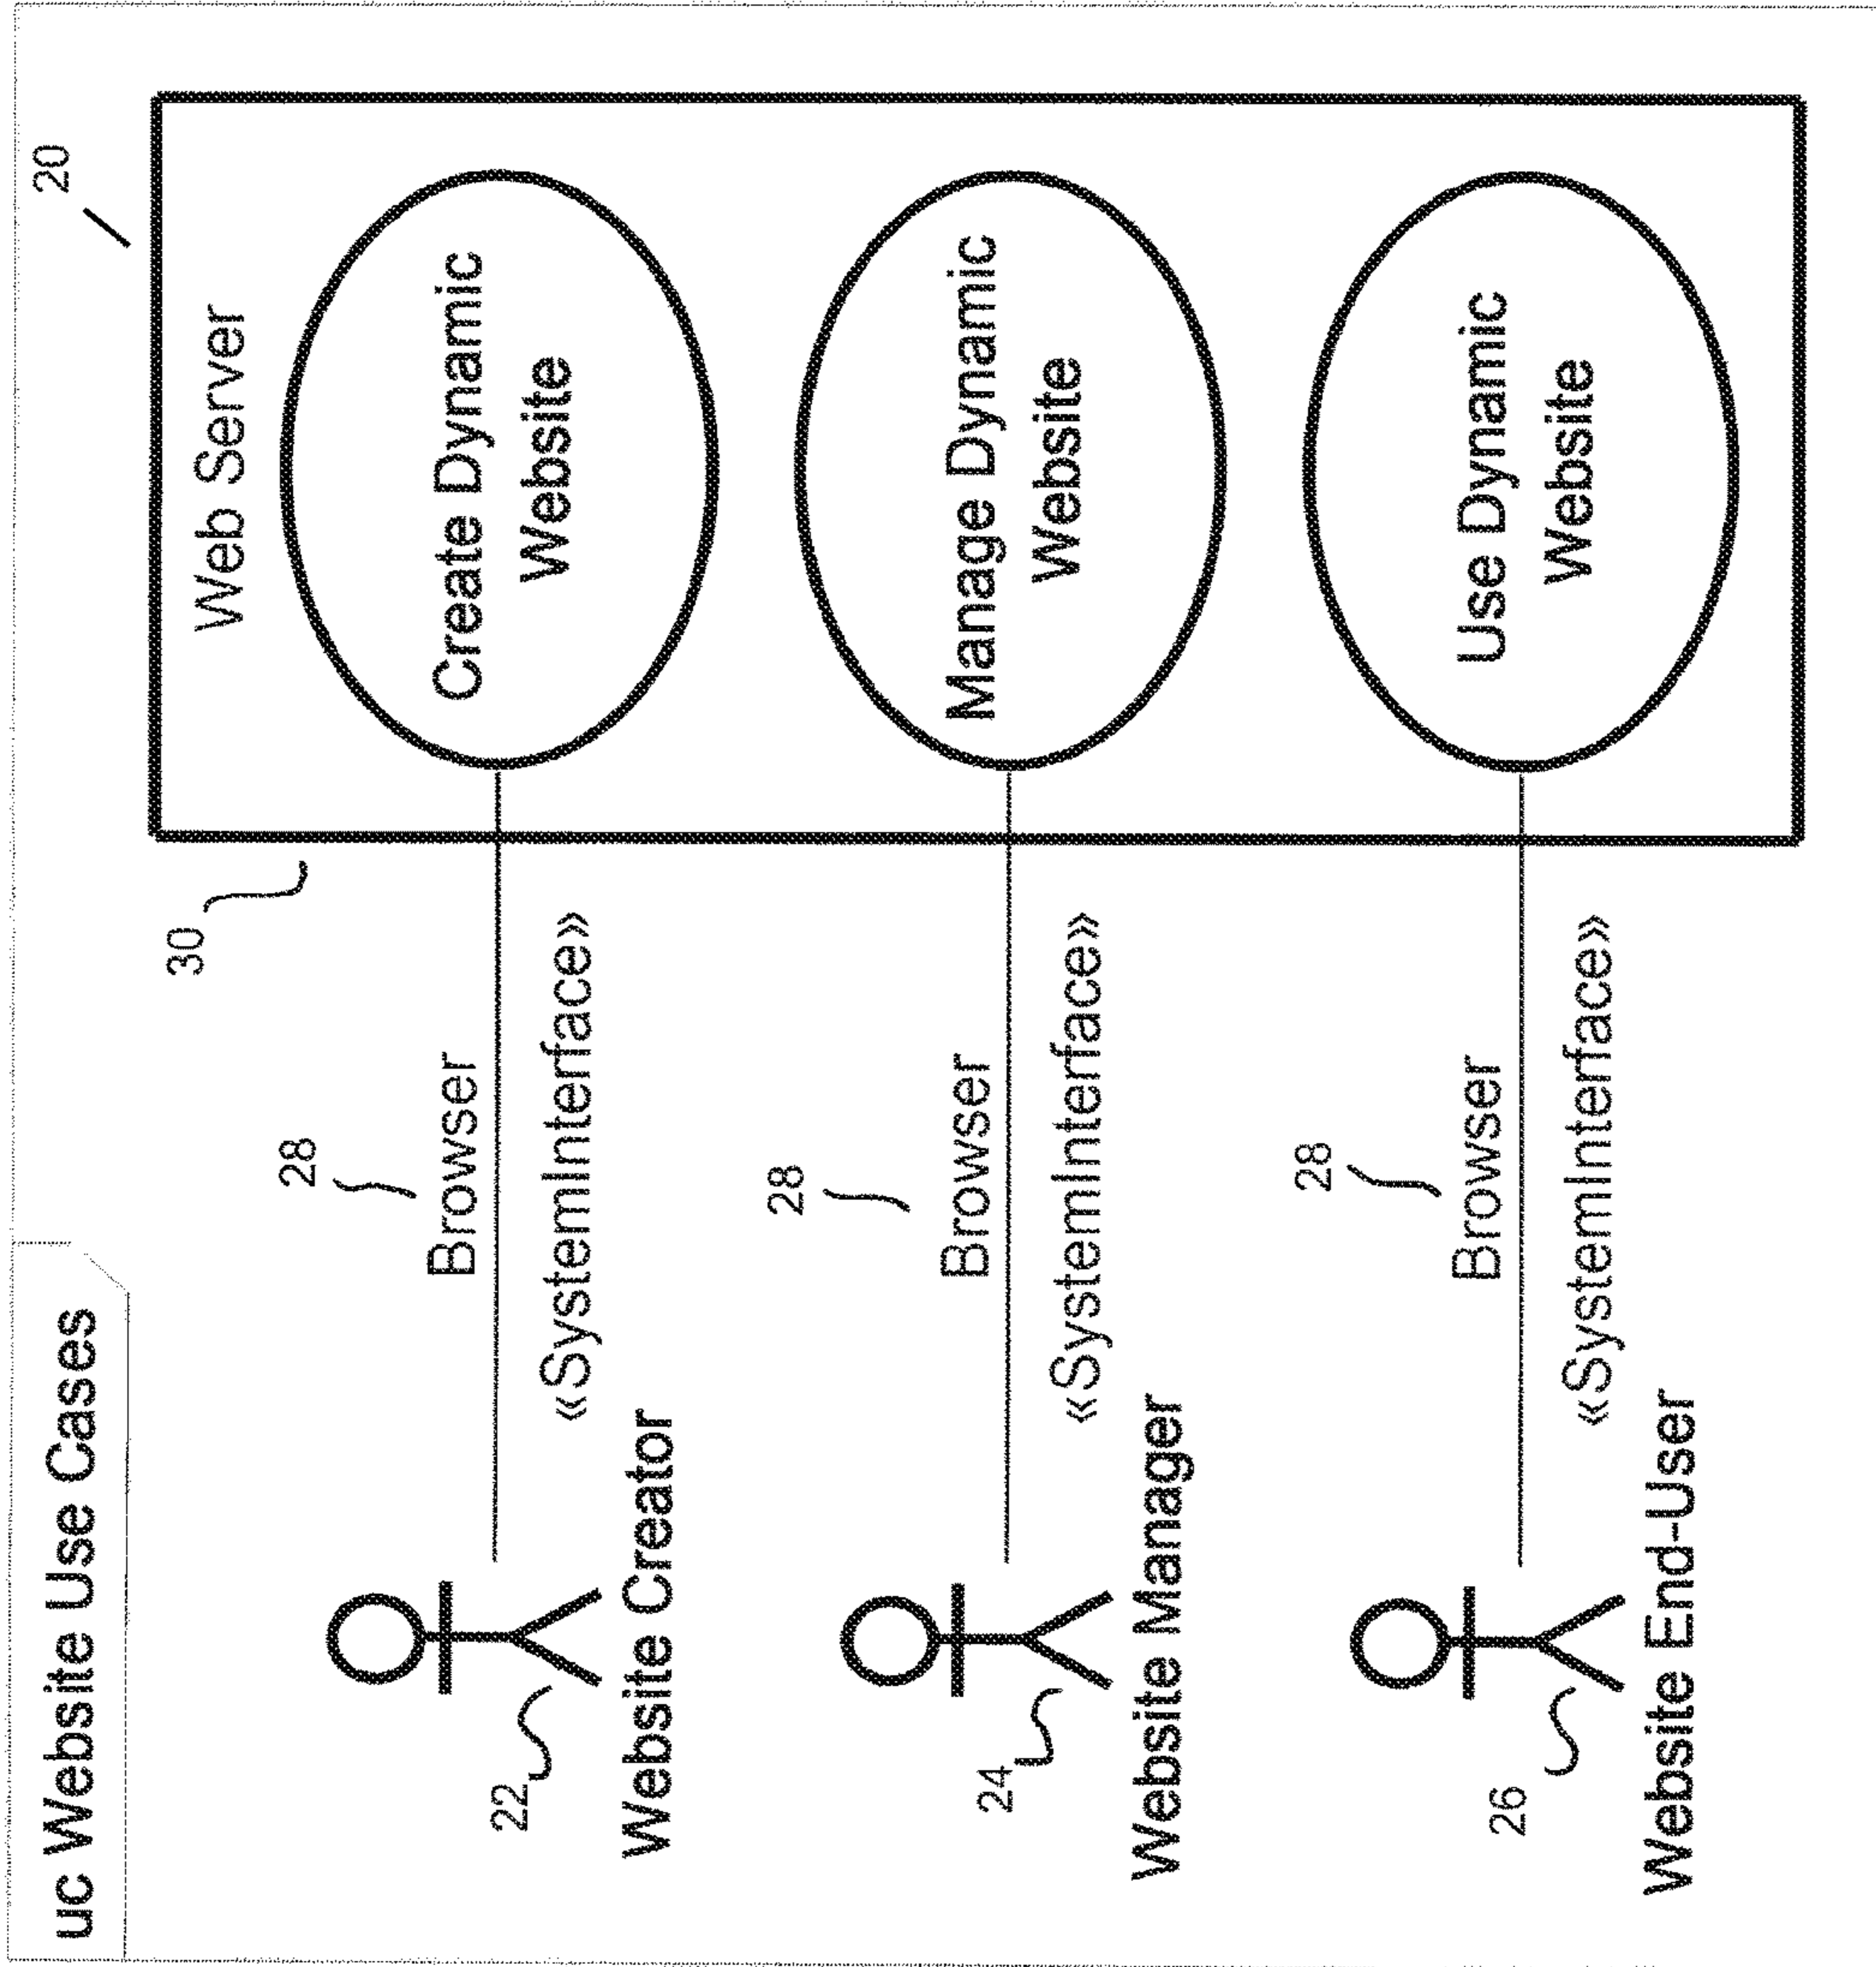 uc Website Use Cases
20
Web Server
30
28
Browser
«SystemInterface»
Create Dynamic
Website
22
Website Creator
28
Browser
«SystemInterface»
Manage Dynamic
Website
24
Website Manager
28
Browser
«SystemInterface»
Use Dynamic
Website
26
Website End-User